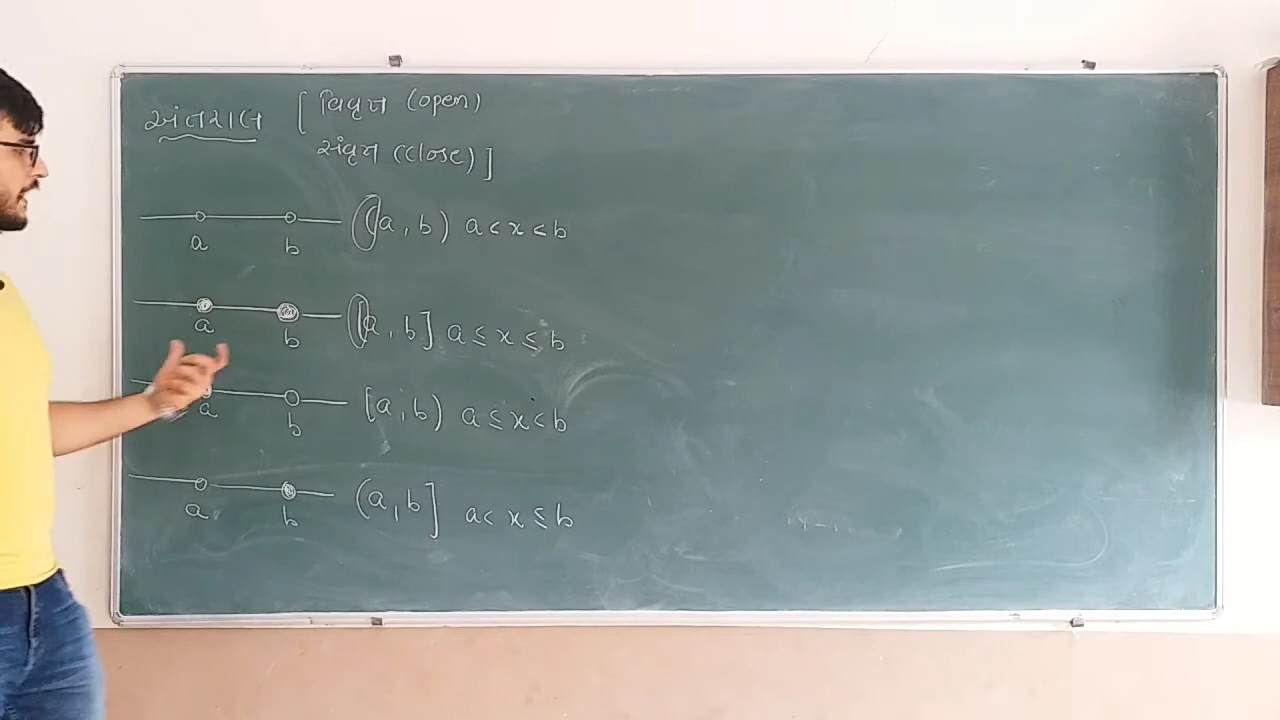 અંતરાલ [ વિવૃત (open)
સંવૃત (close) ]
a b (a, b) a < x < b
a b [a, b] a ≤ x ≤ b
a b [a, b) a ≤ x < b
a b (a, b] a < x ≤ b